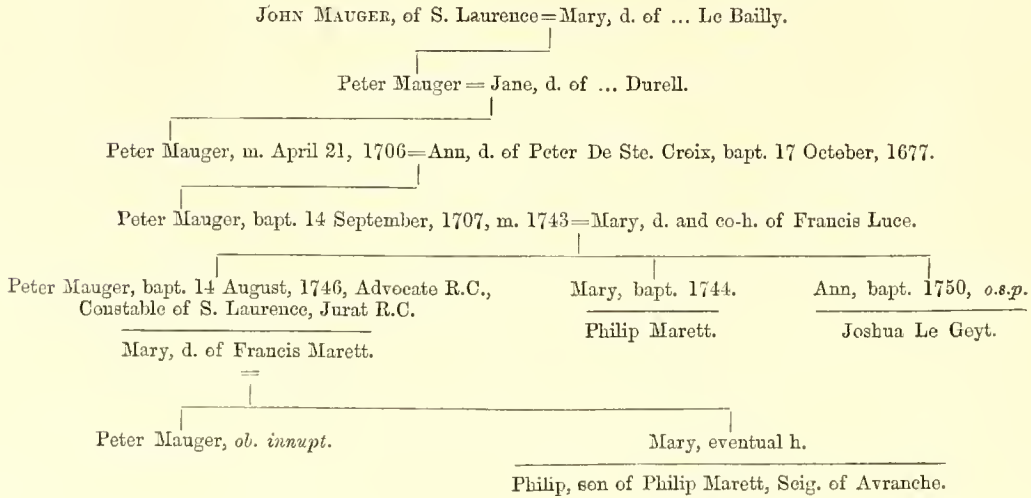 JOHN MAUGER, of S. Laurence=Mary, d. of ... Le Bailly.
Peter Mauger = Jane, d. of ... Durell.
Peter Mauger, m. April 21, 1706=Ann, d. of Peter De Ste. Croix, bapt. 17 October, 1677.
Peter Mauger, bapt. 14 September, 1707, m. 1743=Mary, d. and co-h. of Francis Luce.
Peter Mauger, bapt. 14 August, 1746, Advocate R.C.,
Constable of S. Laurence, Jurat R.C.
Mary, d. of Francis Marett.
=
Mary, bapt. 1744.
Philip Marett.
Ann, bapt. 1750, o.s.p.
Joshua Le Geyt.
Peter Mauger, ob. innupt.
Mary, eventual h.
Philip, son of Philip Marett, Seig. of Avranche.